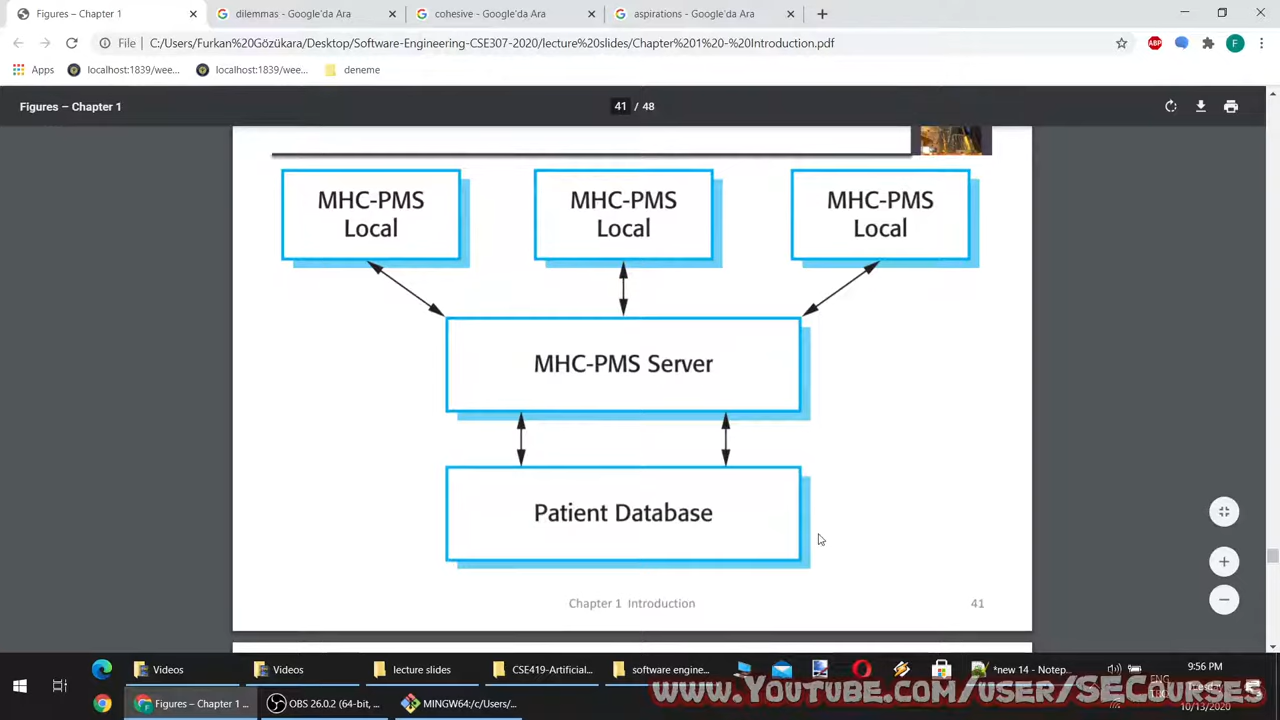 Figures – Chapter 1
dilemmas - Google'da Ara
cohesive - Google'da Ara
aspirations - Google'da Ara
File
C:/Users/Furkan%20Gözükara/Desktop/Software-Engineering-CSE307-2020/lecture%20slides/Chapter%201%20-%20Introduction.pdf
ABP
F
Apps
localhost:1839/wee...
localhost:1839/wee...
deneme
Figures – Chapter 1
41 / 48
MHC-PMS Local
MHC-PMS Local
MHC-PMS Local
MHC-PMS Server
Patient Database
Chapter 1 Introduction
41
Videos
Videos
lecture slides
CSE419-Artificial...
software enginee...
*new 14 - Notep...
ENG
9:56 PM
10/13/2020
Figures – Chapter 1 ...
OBS 26.0.2 (64-bit, ...
MINGW64:/c/Users/...
www.Youtube.com/user/SECourses